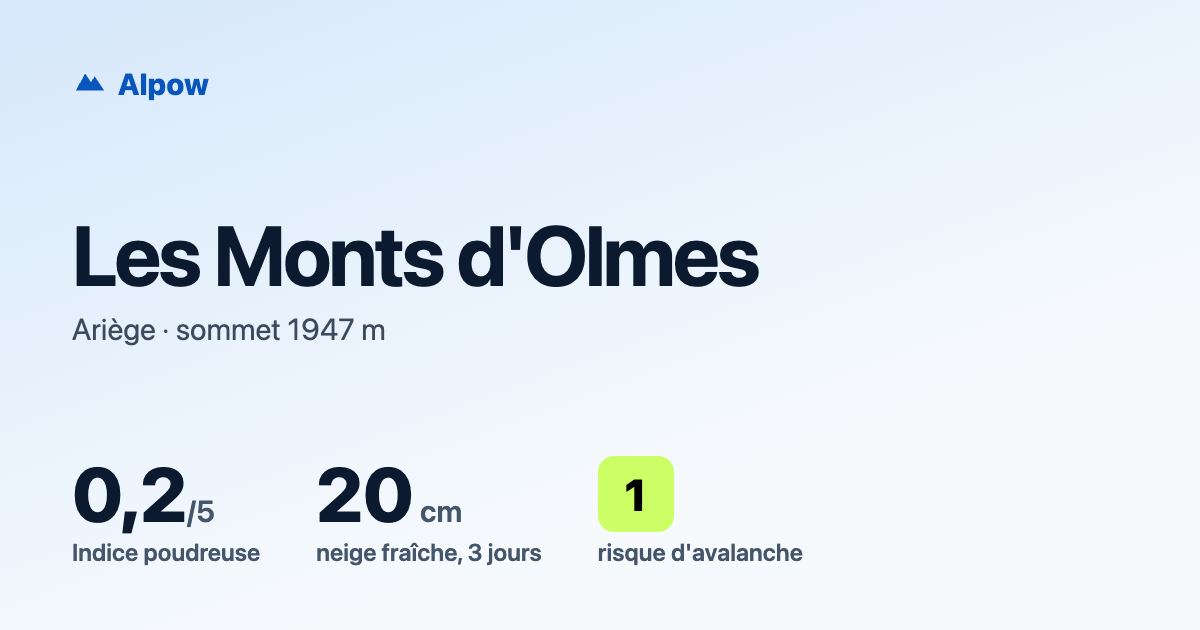 Alpow
Les Monts d'Olmes
Ariège · sommet 1947 m
0,2/5
Indice poudreuse
20 cm
neige fraîche, 3 jours
1
risque d'avalanche